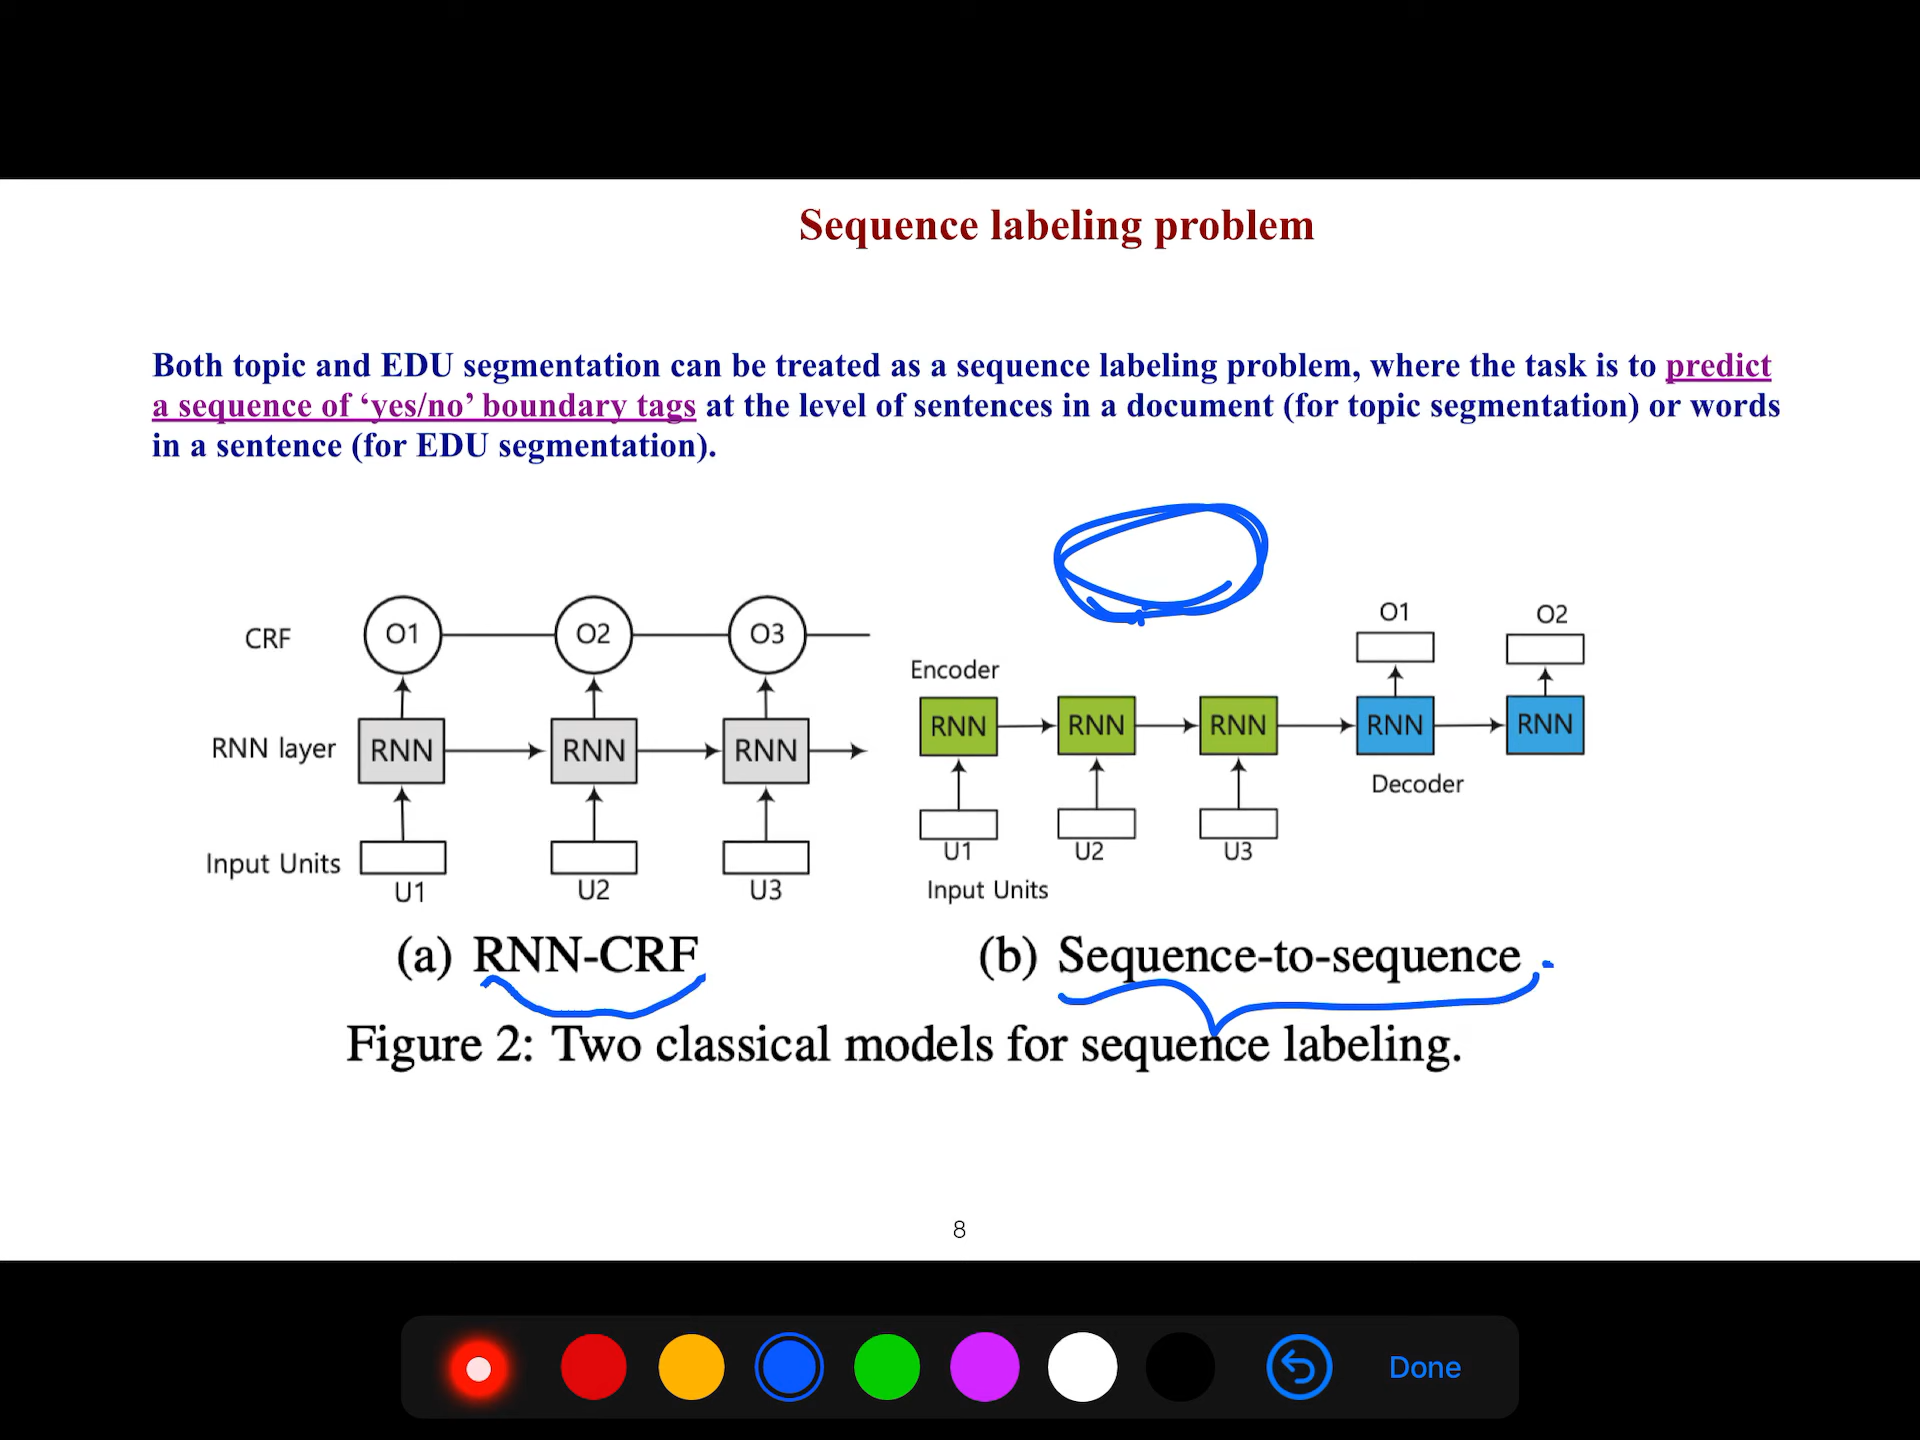 Sequence labeling problem
Both topic and EDU segmentation can be treated as a sequence labeling problem, where the task is to predict
a sequence of ‘yes/no’ boundary tags at the level of sentences in a document (for topic segmentation) or words
in a sentence (for EDU segmentation).
CRF O1 O2 O3
RNN layer RNN RNN RNN
Input Units
U1 U2 U3
(a) RNN-CRF
O1 O2
Encoder
RNN RNN RNN RNN RNN
Decoder
U1 U2 U3
Input Units
(b) Sequence-to-sequence
Figure 2: Two classical models for sequence labeling.
8
Done